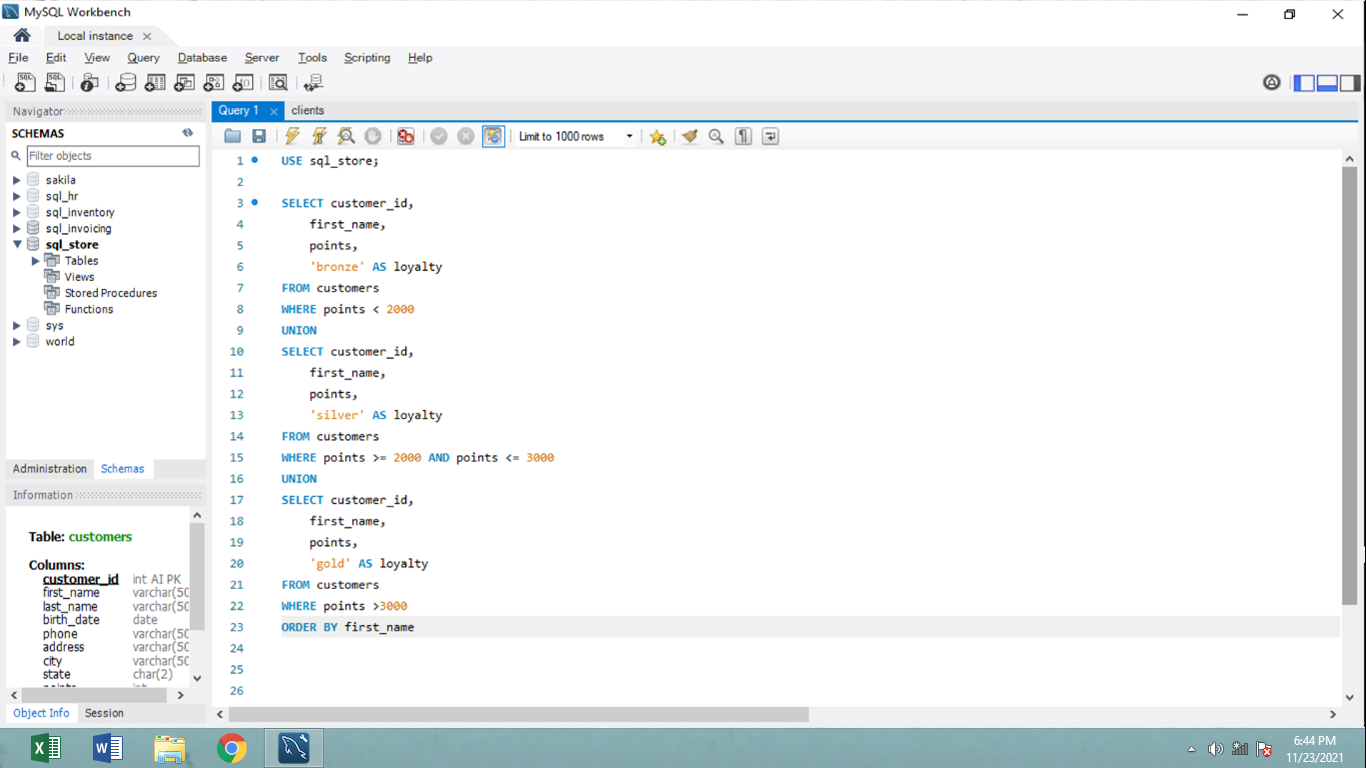 MySQL Workbench
Local instance
File Edit View Query Database Server Tools Scripting Help
Navigator
SCHEMAS
Filter objects
sakila
sql_hr
sql_inventory
sql_invoicing
sql_store
Tables
Views
Stored Procedures
Functions
sys
world
Administration Schemas
Information
Table: customers
Columns:
customer_id int AI PK
first_name varchar(50
last_name varchar(50
birth_date date
phone varchar(50
address varchar(50
city varchar(50
state char(2)
Object Info Session
Query 1 clients
Limit to 1000 rows
1 USE sql_store;
2
3 SELECT customer_id,
4 first_name,
5 points,
6 'bronze' AS loyalty
7 FROM customers
8 WHERE points < 2000
9 UNION
10 SELECT customer_id,
11 first_name,
12 points,
13 'silver' AS loyalty
14 FROM customers
15 WHERE points >= 2000 AND points <= 3000
16 UNION
17 SELECT customer_id,
18 first_name,
19 points,
20 'gold' AS loyalty
21 FROM customers
22 WHERE points >3000
23 ORDER BY first_name
24
25
26
6:44 PM
11/23/2021